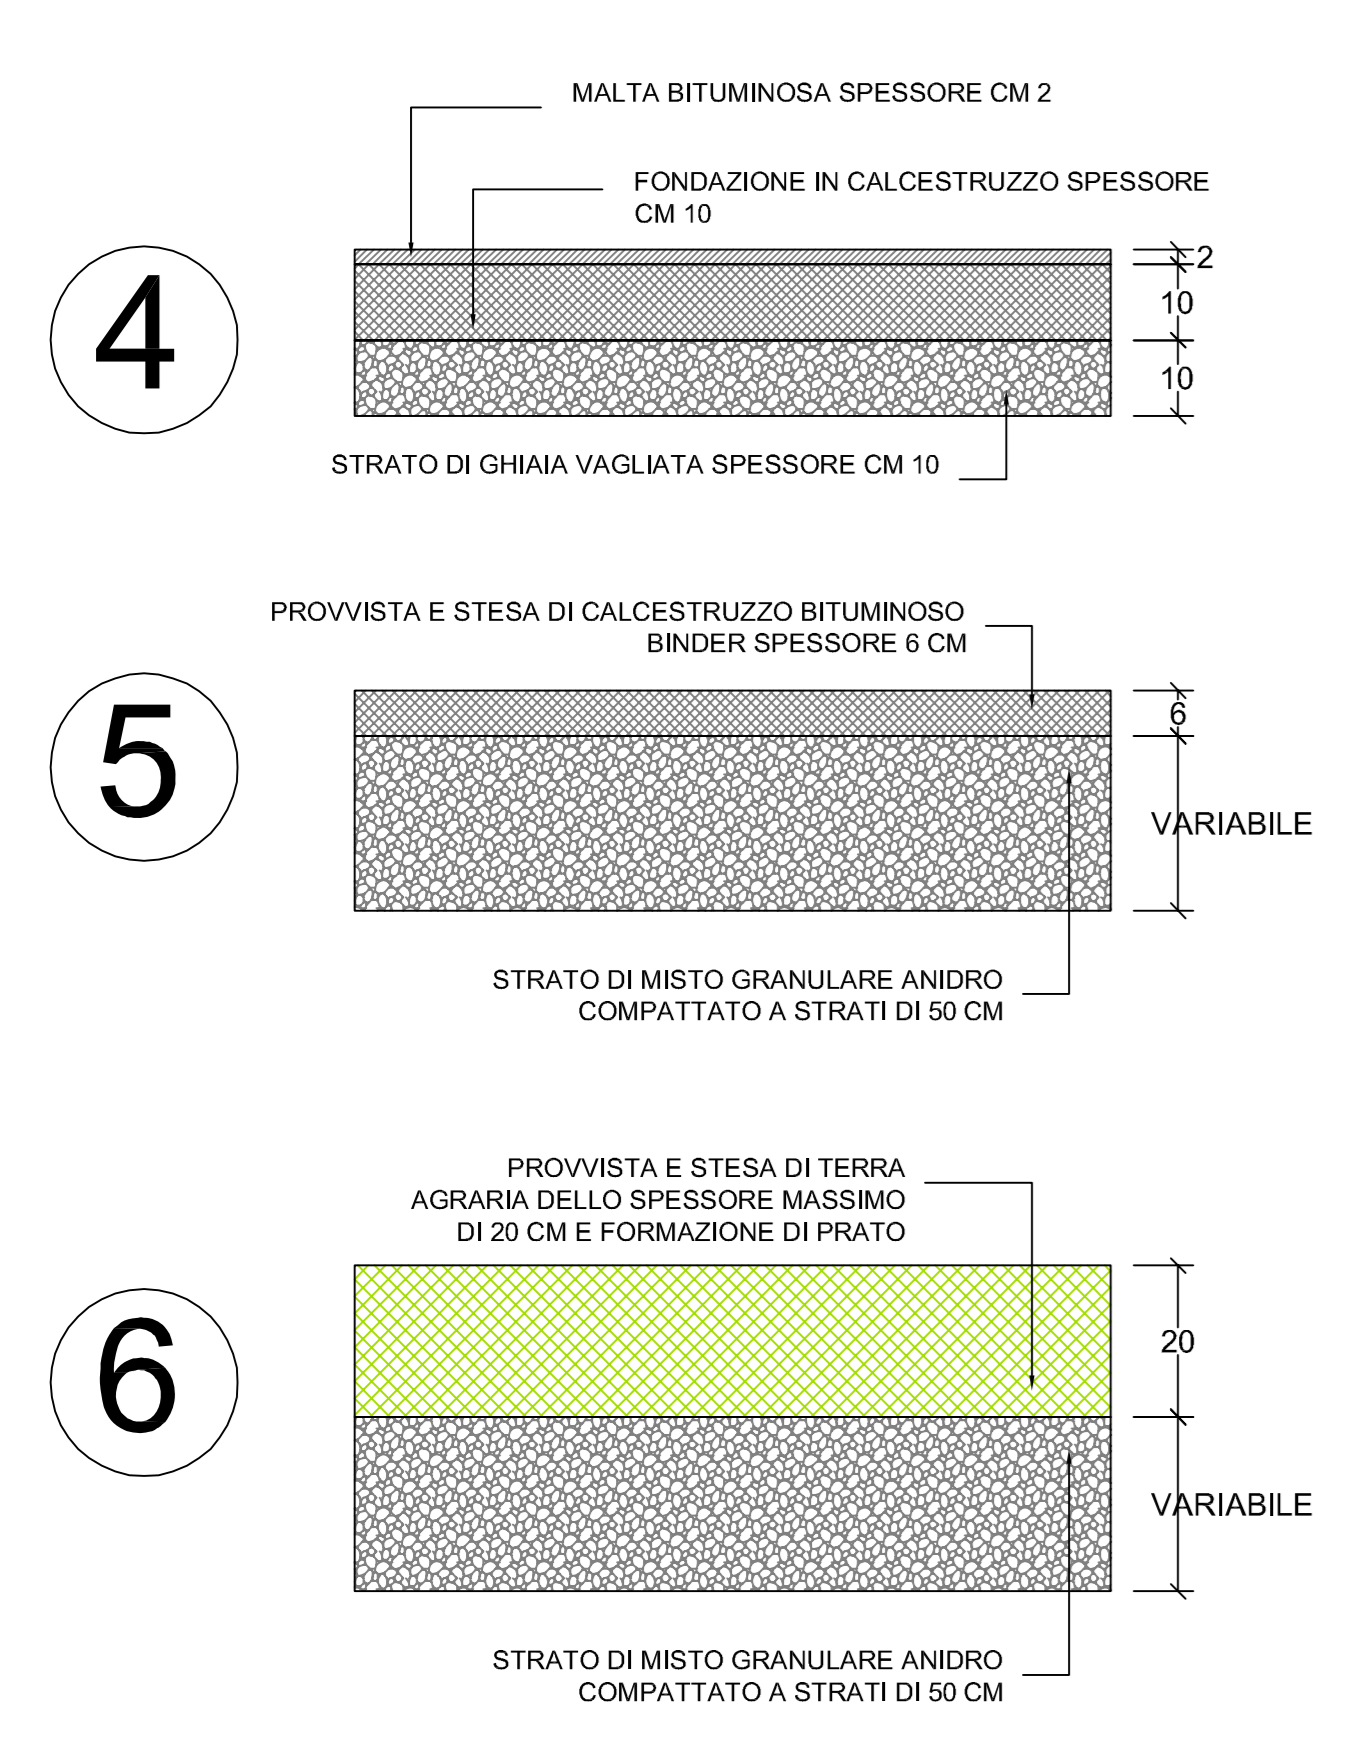 MALTA BITUMINOSA SPESSORE CM 2
FONDAZIONE IN CALCESTRUZZO SPESSORE
CM 10
4
2
10
10
STRATO DI GHIAIA VAGLIATA SPESSORE CM 10
PROVVISTA E STESA DI CALCESTRUZZO BITUMINOSO
BINDER SPESSORE 6 CM
5
6
VARIABILE
STRATO DI MISTO GRANULARE ANIDRO
COMPATTATO A STRATI DI 50 CM
PROVVISTA E STESA DI TERRA
AGRARIA DELLO SPESSORE MASSIMO
DI 20 CM E FORMAZIONE DI PRATO
6
20
VARIABILE
STRATO DI MISTO GRANULARE ANIDRO
COMPATTATO A STRATI DI 50 CM